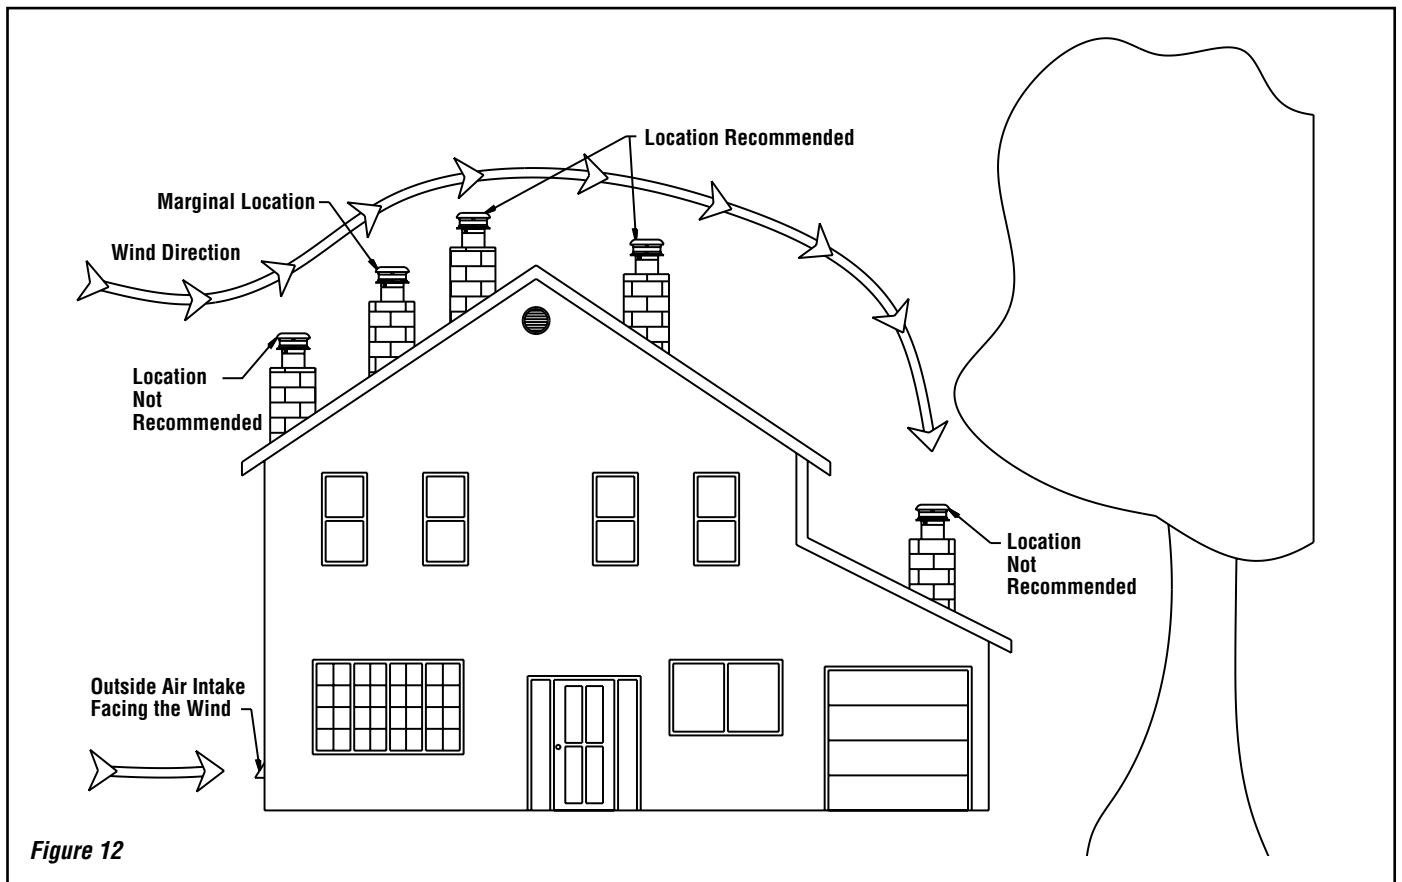 Location Recommended
Marginal Location
Wind Direction
Location
Not
Recommended
Location
Not
Recommended
Outside Air Intake
Facing the Wind
Figure 12